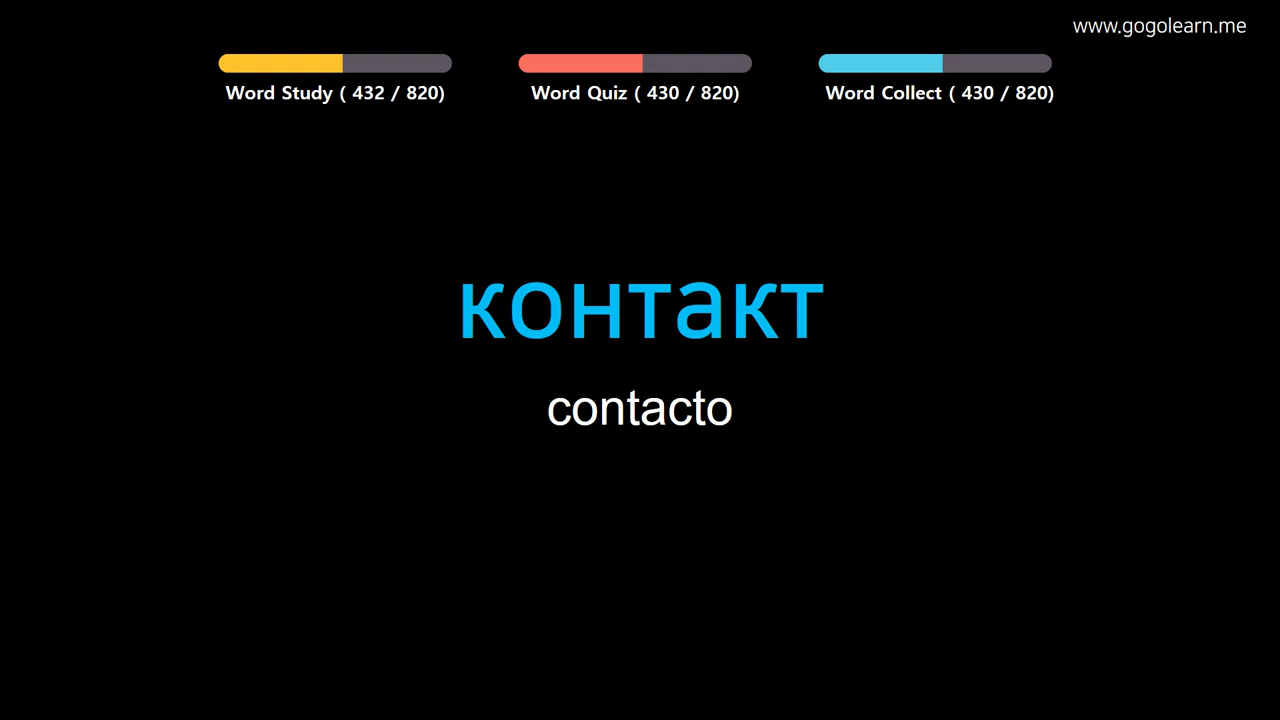 www.gogolearn.me
Word Study ( 432 / 820)
Word Quiz ( 430 / 820)
Word Collect ( 430 / 820)
контакт
contacto